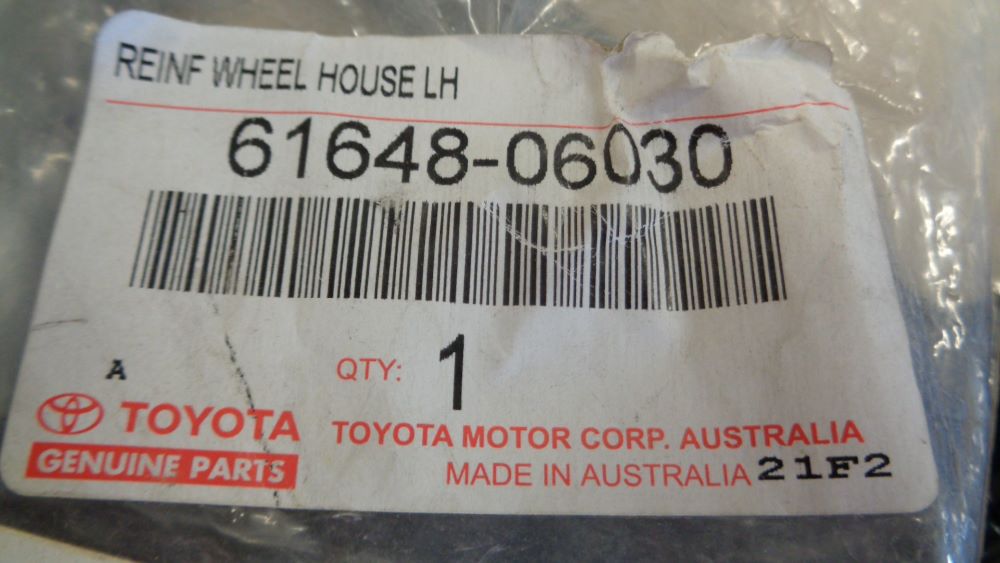 REINF WHEEL HOUSE LH
61648-06030
QTY: 1
A
TOYOTA
GENUINE PARTS
TOYOTA MOTOR CORP. AUSTRALIA
MADE IN AUSTRALIA 21F2